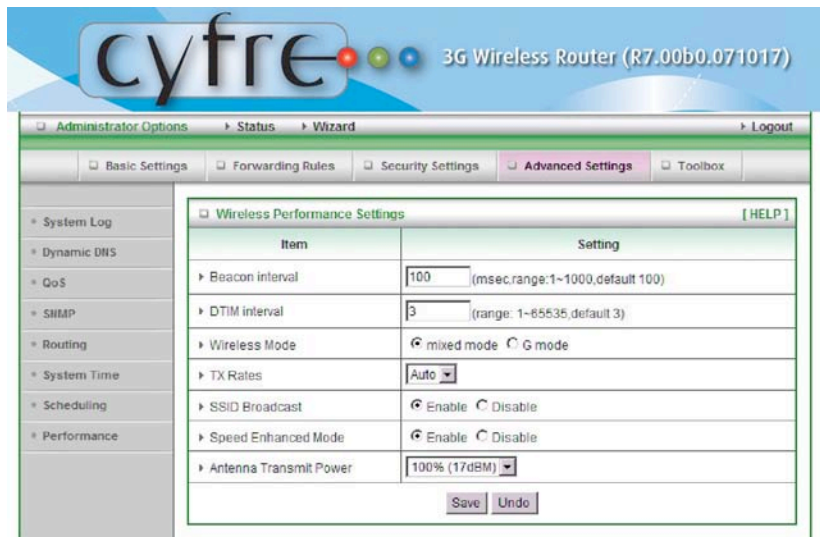 cyfre 3G Wireless Router (R7.00b0.071017)
Administrator Options Status Wizard Logout
Basic Settings Forwarding Rules Security Settings Advanced Settings Toolbox
System Log
Dynamic DNS
QoS
SNMP
Routing
System Time
Scheduling
Performance
Wireless Performance Settings [ HELP ]
Item Setting
Beacon interval 100 (msec,range:1~1000,default 100)
DTIM interval 3 (range: 1~65535,default 3)
Wireless Mode mixed mode G mode
TX Rates Auto
SSID Broadcast Enable Disable
Speed Enhanced Mode Enable Disable
Antenna Transmit Power 100% (17dBM)
Save Undo